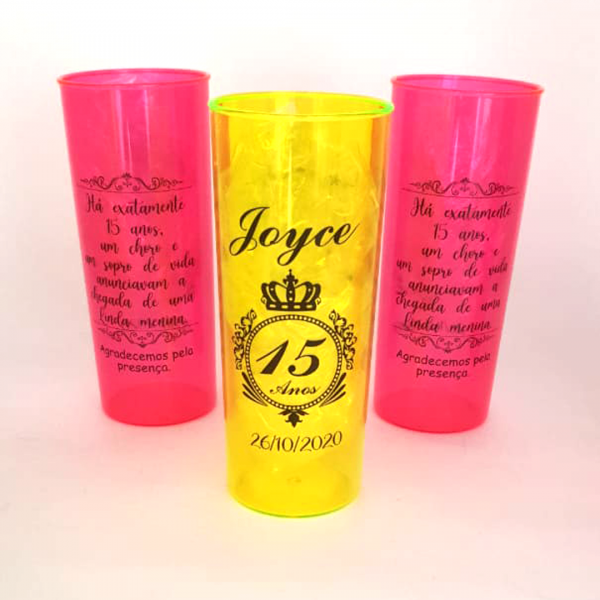 Há exatamente
15 anos,
um choro e
um sopro de vida
anunciavam a
chegada de uma
linda menina.
Agradecemos pela
presença.
Joyce
15
Anos
26/10/2020
Há exatamente
15 anos,
um choro e
um sopro de vida
anunciavam a
chegada de uma
linda menina.
Agradecemos pela
presença.